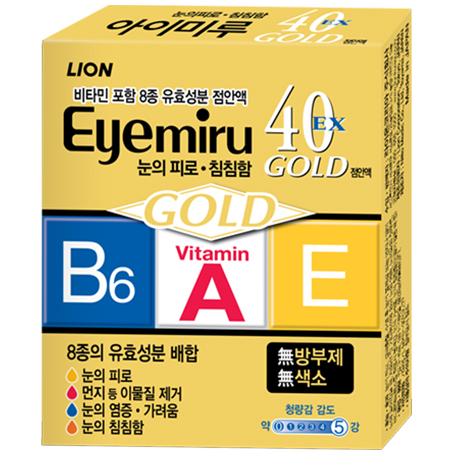 눈의피로·침침함
아이미루 40EX GOLD
LION
비타민 포함 8종 유효성분 점안액
Eyemiru 40 EX
GOLD 점안액
눈의 피로·침침함
GOLD
B6
Vitamin
A
E
8종의 유효성분 배합
눈의 피로
먼지 등 이물질 제거
눈의 염증·가려움
눈의 침침함
無방부제
無색소
청량감 감도
약 0 1 2 3 4 5 강